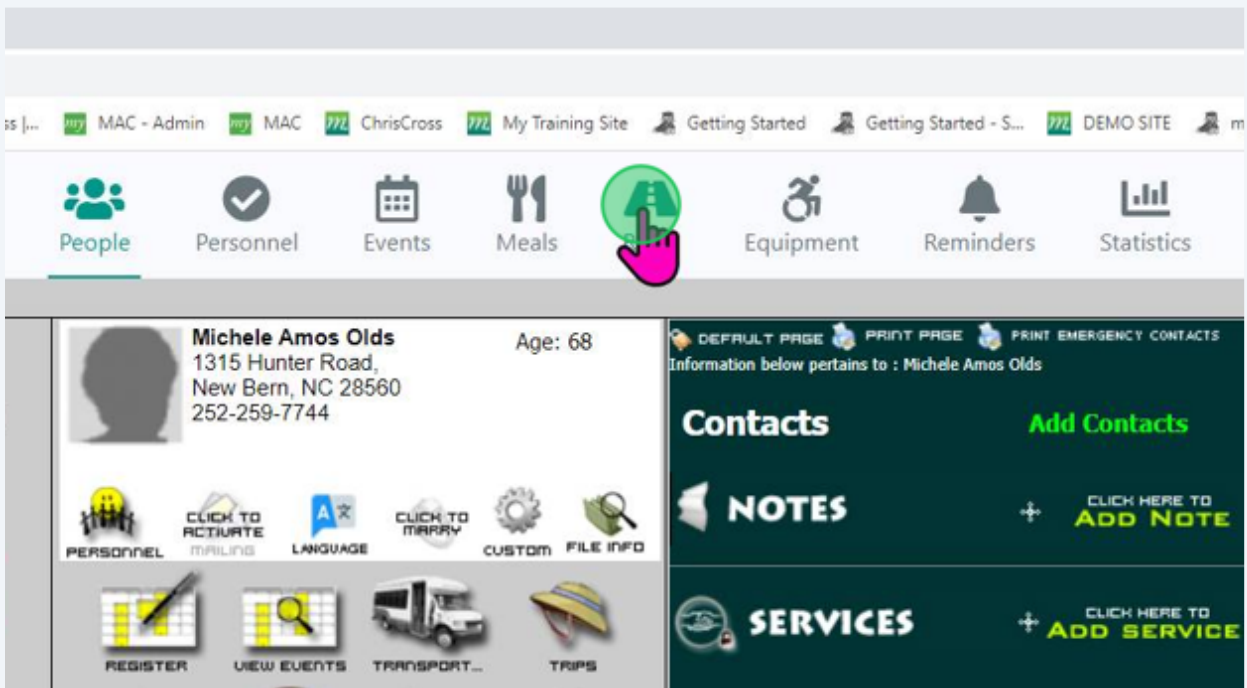 ss |... my MAC - Admin my MAC m ChrisCross m My Training Site Getting Started Getting Started - S... m DEMO SITE m
People Personnel Events Meals Equipment Reminders Statistics
Michele Amos Olds Age: 68
1315 Hunter Road,
New Bern, NC 28560
252-259-7744
PERSONNEL
CLICK TO
ACTIVATE
MAILING
LANGUAGE
CLICK TO
MARRY
CUSTOM
FILE INFO
REGISTER
VIEW EVENTS
TRANSPORT...
TRIPS
DEFAULT PAGE PRINT PAGE PRINT EMERGENCY CONTACTS
Information below pertains to : Michele Amos Olds
Contacts Add Contacts
NOTES
CLICK HERE TO
ADD NOTE
SERVICES
CLICK HERE TO
ADD SERVICE